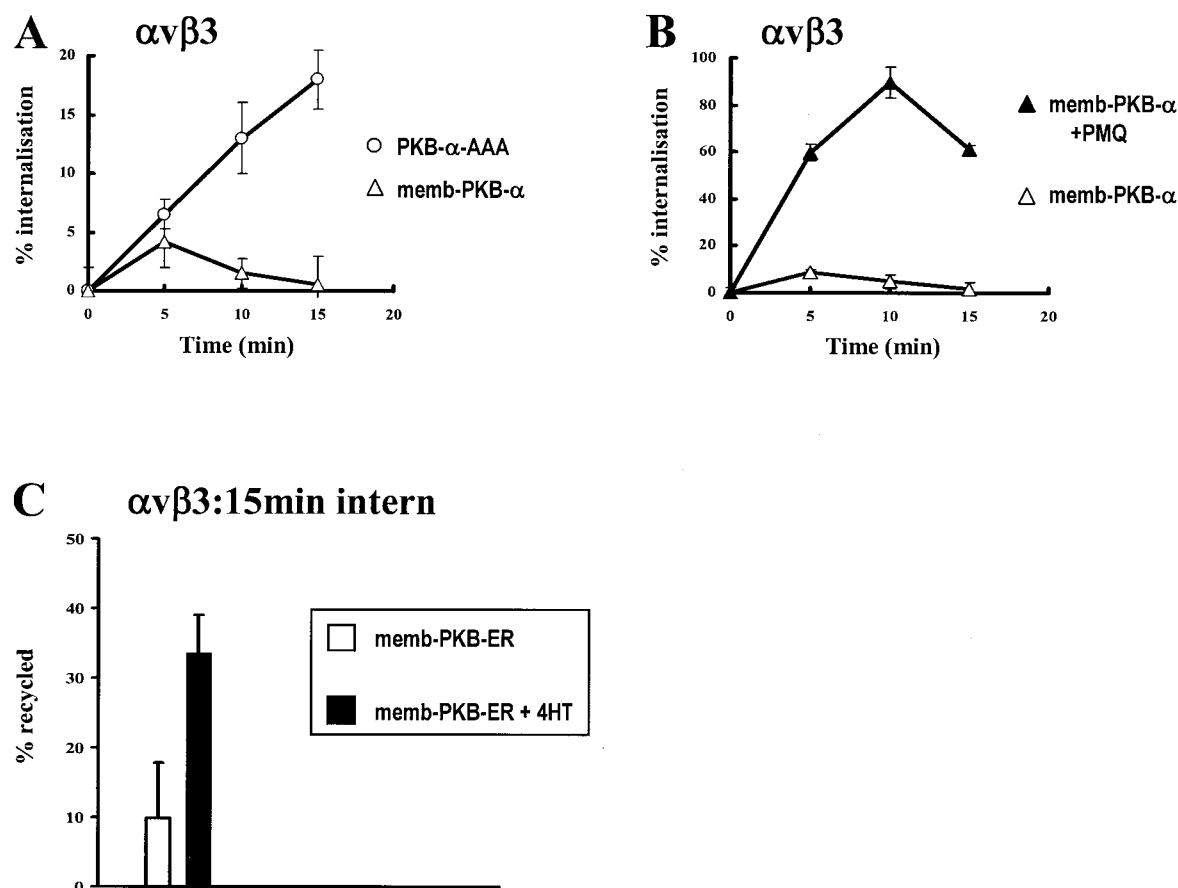 A αvβ3
20
15
10
5
0
% internalisation
0 5 10 15 20
Time (min)
PKB-α-AAA
memb-PKB-α
B αvβ3
100
80
60
40
20
0
% internalisation
0 5 10 15 20
Time (min)
memb-PKB-α
+PMQ
memb-PKB-α
C αvβ3:15min intern
50
40
30
20
10
0
% recycled
memb-PKB-ER
memb-PKB-ER + 4HT